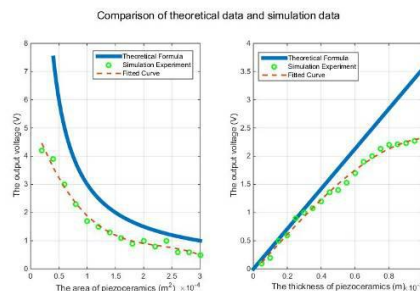 Comparison of theoretical data and simulation data
8
7
6
5
4
3
2
1
0
The output voltage (V)
Theoretical Formula
Simulation Experiment
Fitted Curve
0
0.5
1
1.5
2
2.5
3
The area of piezoceramics (m²) ×10⁻⁴
4
3.5
3
2.5
2
1.5
1
0.5
0
The output voltage (V)
Theoretical Formula
Simulation Experiment
Fitted Curve
0
0.2
0.4
0.6
0.8
The thickness of piezoceramics (m)